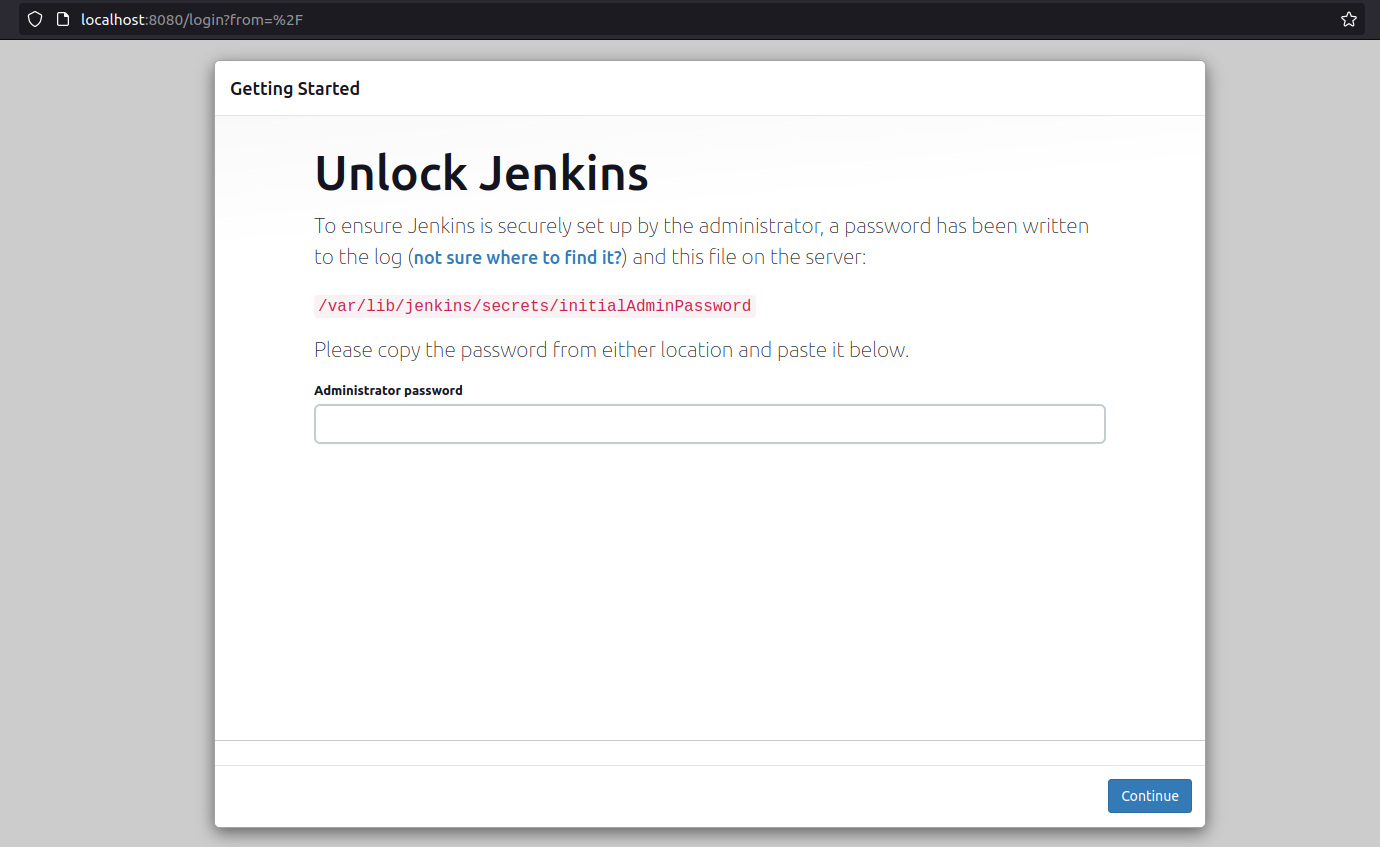 localhost:8080/login?from=%2F
Getting Started
Unlock Jenkins
To ensure Jenkins is securely set up by the administrator, a password has been written
to the log (not sure where to find it?) and this file on the server:
/var/lib/jenkins/secrets/initialAdminPassword
Please copy the password from either location and paste it below.
Administrator password
Continue